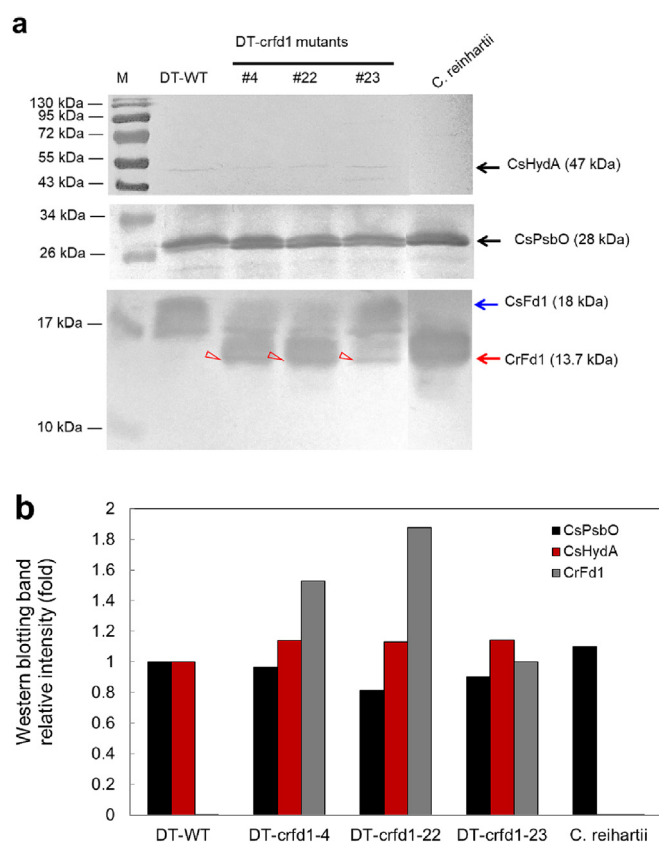 a
DT-crfd1 mutants
M DT-WT #4 #22 #23 C. reinhartii
130 kDa
95 kDa
72 kDa
55 kDa
43 kDa
CsHydA (47 kDa)
34 kDa
26 kDa
CsPsbO (28 kDa)
CsFd1 (18 kDa)
17 kDa
CrFd1 (13.7 kDa)
10 kDa
b
Western blotting band
relative intensity (fold)
2
1.8
1.6
1.4
1.2
1
0.8
0.6
0.4
0.2
0
CsPsbO
CsHydA
CrFd1
DT-WT DT-crfd1-4 DT-crfd1-22 DT-crfd1-23 C. reihartii